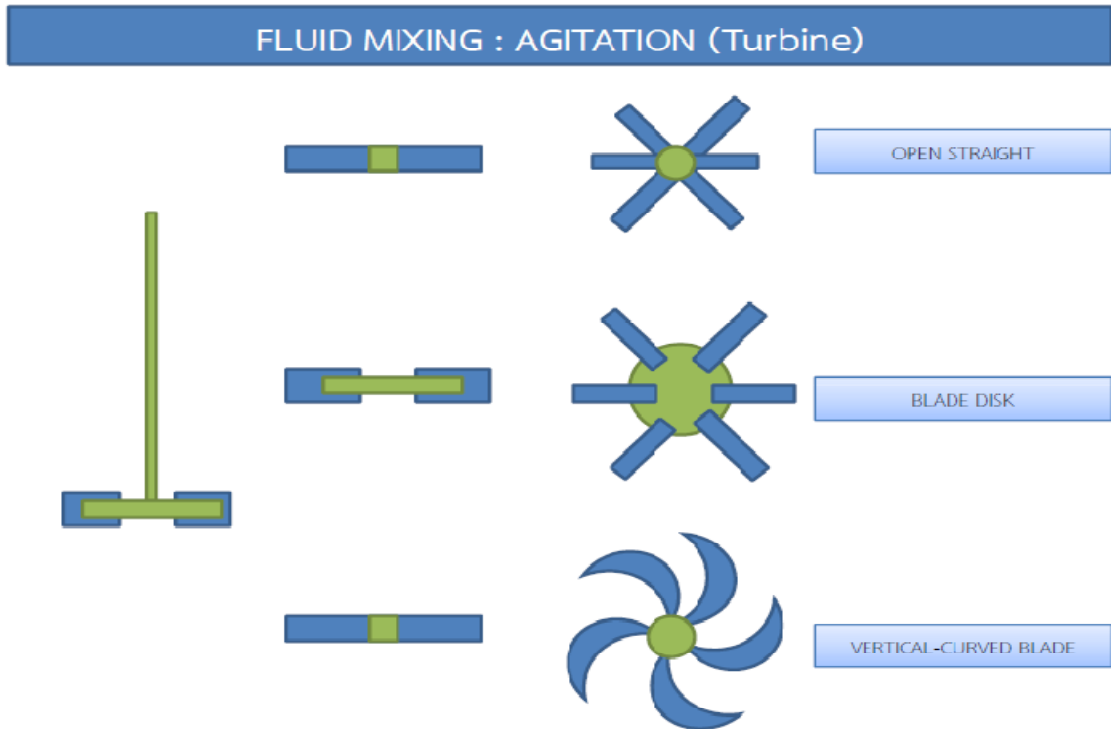 FLUID MIXING : AGITATION (Turbine)
OPEN STRAIGHT
BLADE DISK
VERTICAL-CURVED BLADE